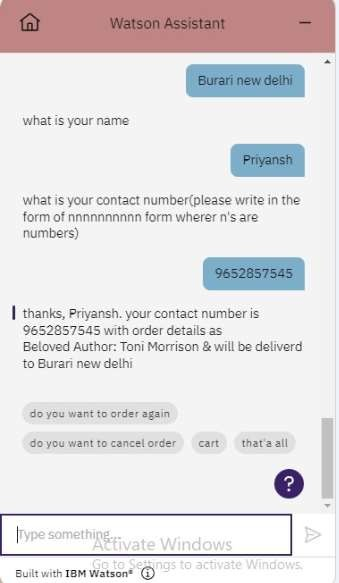 Watson Assistant
Burari new delhi
what is your name
Priyansh
what is your contact number(please write in the
form of nnnnnnnnnn form wherer n's are
numbers)
9652857545
thanks, Priyansh. your contact number is
9652857545 with order details as
Beloved Author: Toni Morrison & will be deliverd
to Burari new delhi
do you want to order again
do you want to cancel order
cart
that'a all
?
Type something...
Activate Windows
Go to Settings to activate Windows.
Built with IBM Watson®